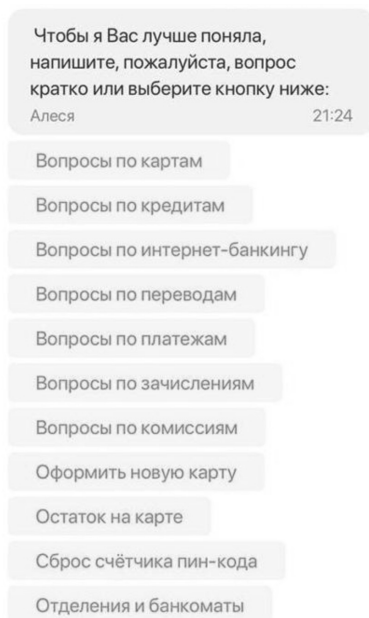 Чтобы я Вас лучше поняла,
напишите, пожалуйста, вопрос
кратко или выберите кнопку ниже:
Алеся 21:24
Вопросы по картам
Вопросы по кредитам
Вопросы по интернет-банкингу
Вопросы по переводам
Вопросы по платежам
Вопросы по зачислениям
Вопросы по комиссиям
Оформить новую карту
Остаток на карте
Сброс счётчика пин-кода
Отделения и банкоматы